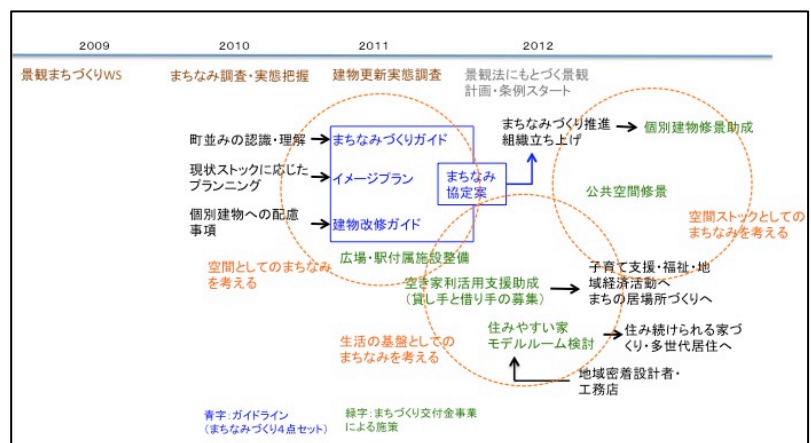 2009
2010
2011
2012
景観まちづくりWS
まちなみ調査・実態把握
建物更新実態調査
景観法にもとづく景観
計画・条例スタート
町並みの認識・理解
まちなみづくりガイド
現状ストックに応じた
プランニング
イメージプラン
個別建物への配慮
事項
建物改修ガイド
まちなみ
協定案
まちなみづくり推進
組織立ち上げ
個別建物修景助成
公共空間修景
空間ストックとしての
まちなみを考える
広場・駅付属施設整備
空間としてのまちなみ
を考える
空き家利活用支援助成
(貸し手と借り手の募集)
子育て支援・福祉・地
域経済活動へ
まちの居場所づくりへ
生活の基盤としての
まちなみを考える
住みやすい家
モデルルーム検討
住み続けられる家づ
くり・多世代居住へ
地域密着設計者・
工務店
青字:ガイドライン
(まちなみづくり4点セット)
緑字:まちづくり交付金事業
による施策